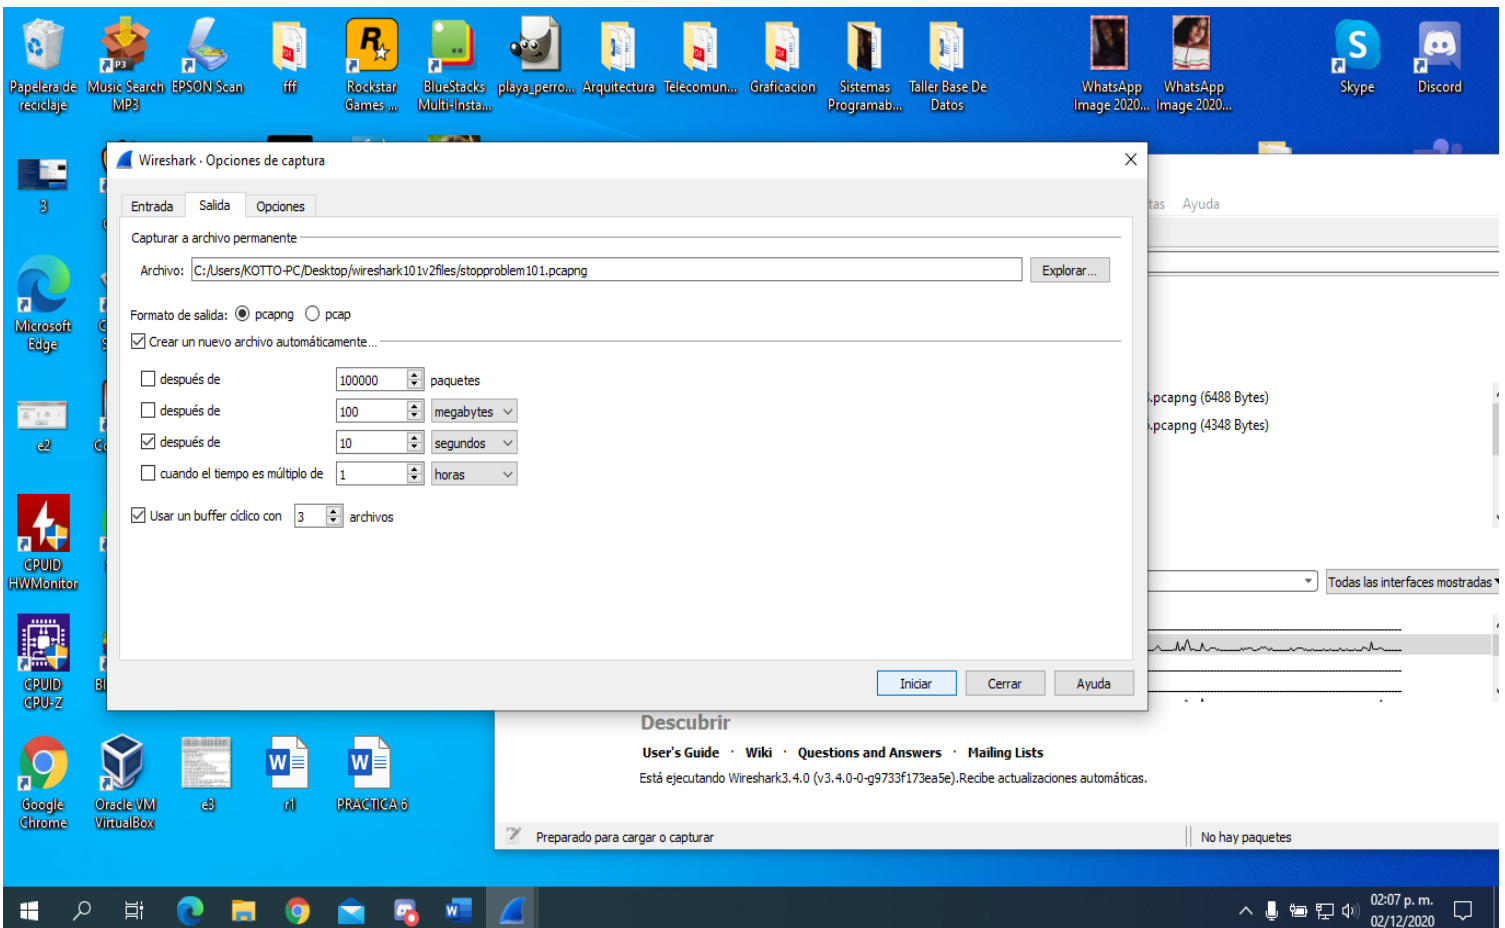 Papelera de reciclaje
Music Search MP3
EPSON Scan
fff
Rockstar Games ...
BlueStacks Multi-Insta...
playa_perro...
Arquitectura
Telecomun...
Graficacion
Sistemas Programab...
Taller Base De Datos
WhatsApp Image 2020...
WhatsApp Image 2020...
Skype
Discord
3
Microsoft Edge
e2
CPUID HWMonitor
CPUID CPU-Z
Google Chrome
Oracle VM VirtualBox
e3
r1
PRACTICA 6
Wireshark · Opciones de captura
Entrada
Salida
Opciones
Capturar a archivo permanente
Archivo: C:/Users/KOTTO-PC/Desktop/wireshark101v2files/stopproblem101.pcapng
Explorar...
Formato de salida: pcapng pcap
Crear un nuevo archivo automáticamente...
después de 100000 paquetes
después de 100 megabytes
después de 10 segundos
cuando el tiempo es múltiplo de 1 horas
Usar un buffer cíclico con 3 archivos
Iniciar
Cerrar
Ayuda
tas Ayuda
.pcapng (6488 Bytes)
.pcapng (4348 Bytes)
Todas las interfaces mostradas
Descubrir
User's Guide · Wiki · Questions and Answers · Mailing Lists
Está ejecutando Wireshark3.4.0 (v3.4.0-0-g9733f173ea5e).Recibe actualizaciones automáticas.
Preparado para cargar o capturar
No hay paquetes
02:07 p. m.
02/12/2020